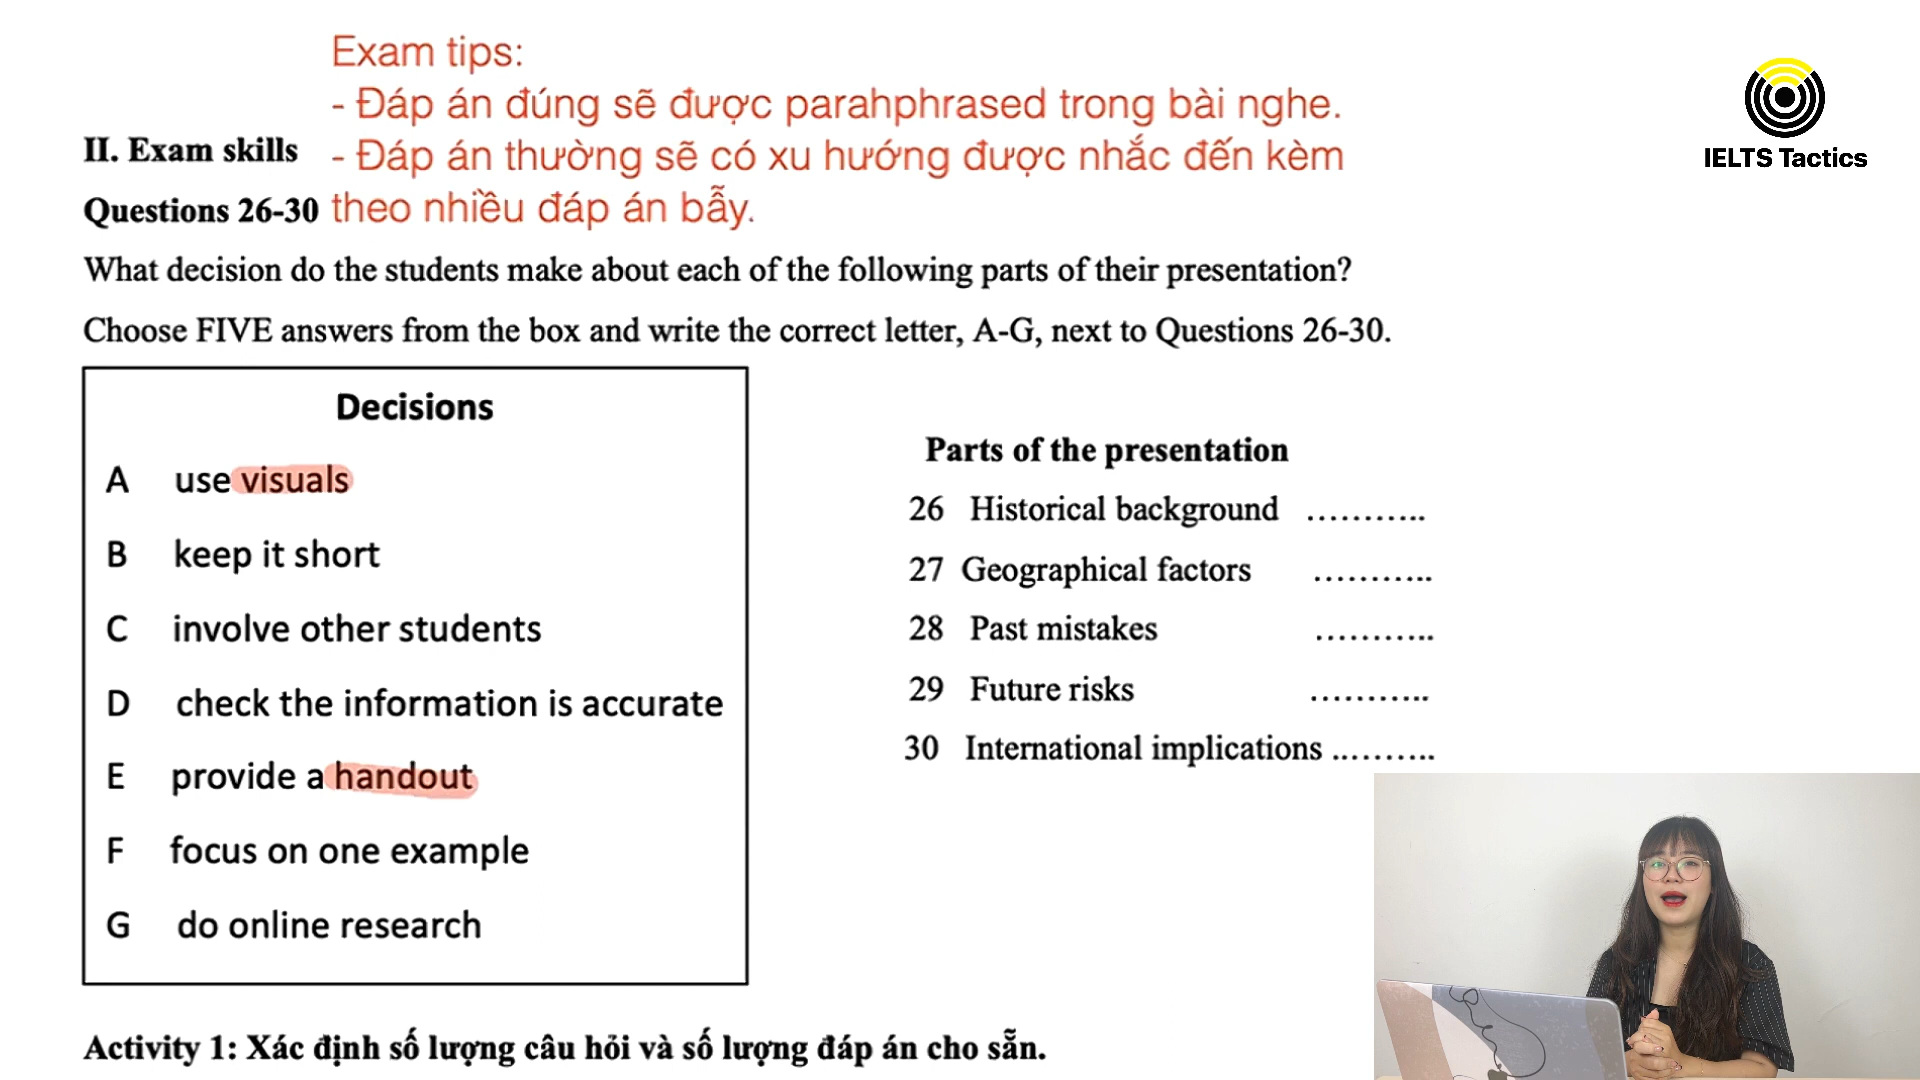 Exam tips:
- Đáp án đúng sẽ được parahphrased trong bài nghe.
- Đáp án thường sẽ có xu hướng được nhắc đến kèm
theo nhiều đáp án bẫy.
IELTS Tactics
II. Exam skills
Questions 26-30
What decision do the students make about each of the following parts of their presentation?
Choose FIVE answers from the box and write the correct letter, A-G, next to Questions 26-30.
Decisions
A use visuals
B keep it short
C involve other students
D check the information is accurate
E provide a handout
F focus on one example
G do online research
Parts of the presentation
26 Historical background ………..
27 Geographical factors ………..
28 Past mistakes ………..
29 Future risks ………..
30 International implications ………..
Activity 1: Xác định số lượng câu hỏi và số lượng đáp án cho sẵn.